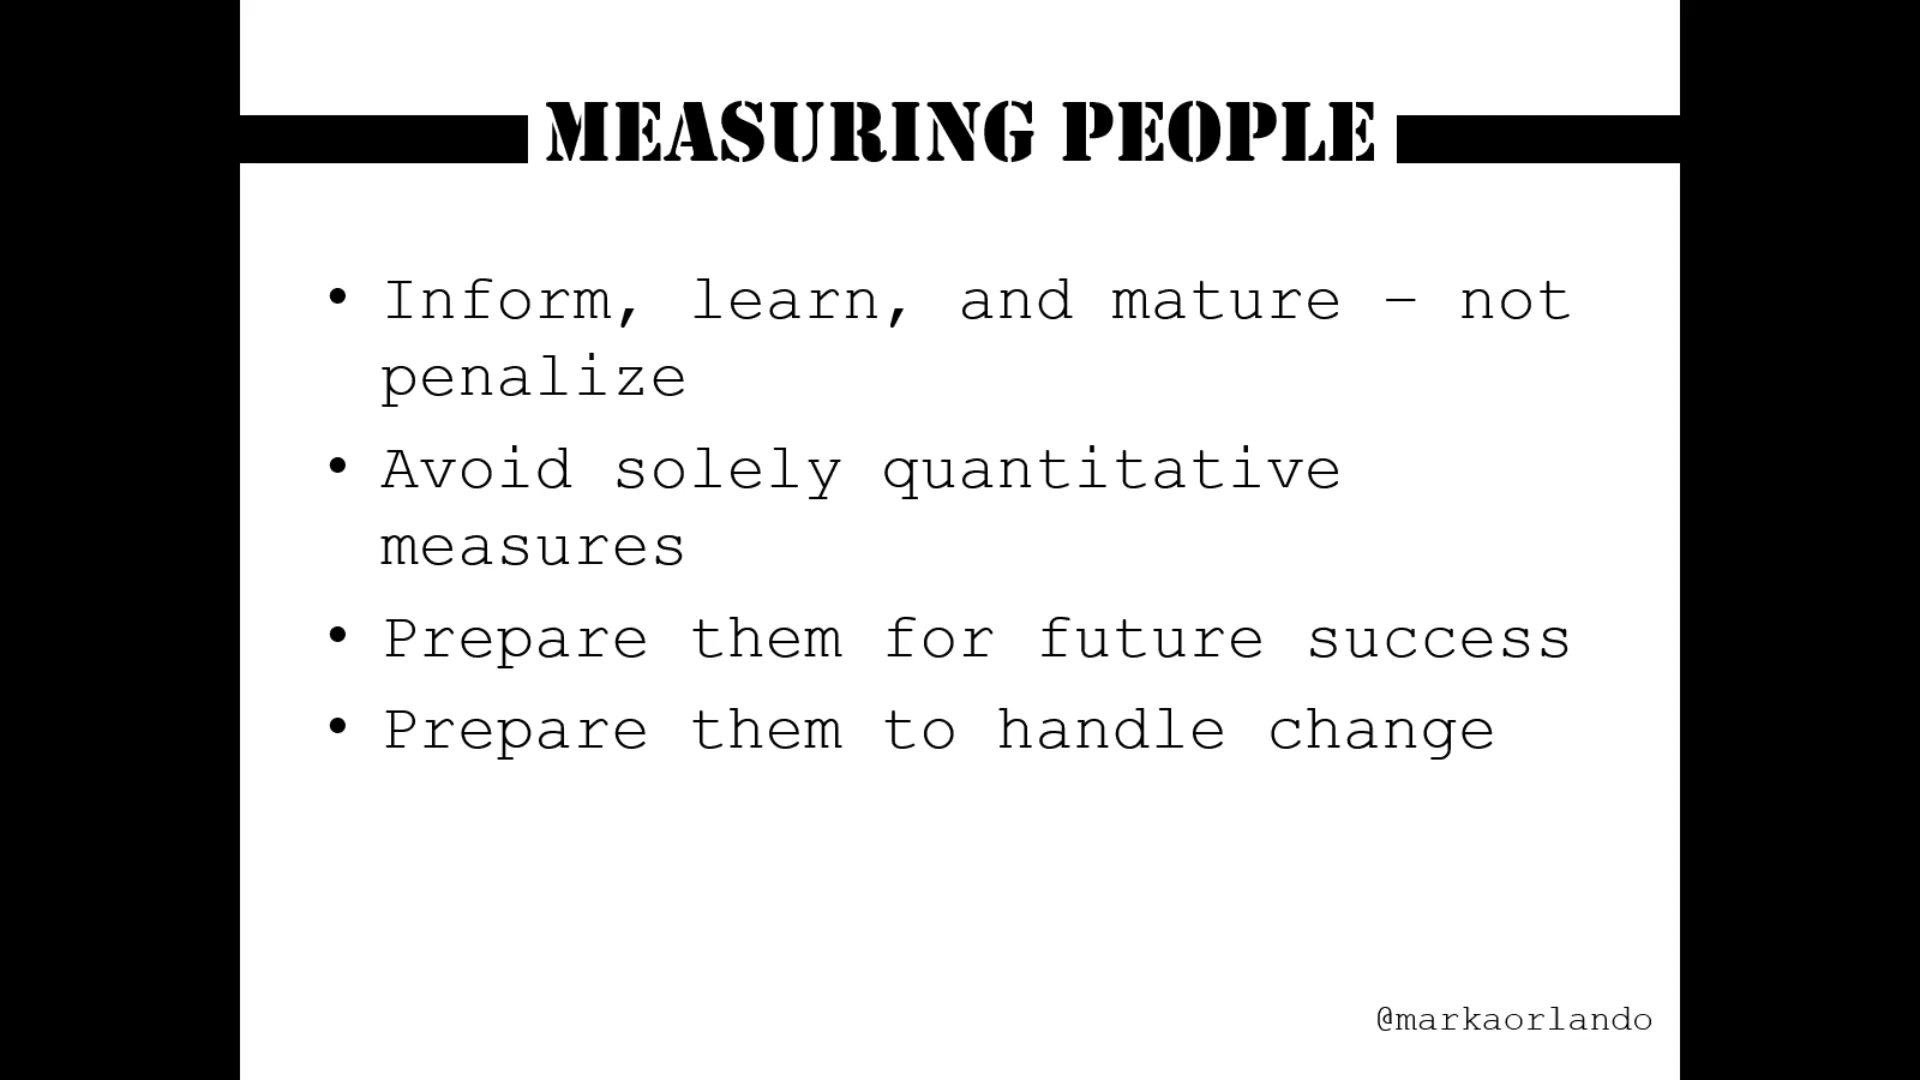 MEASURING PEOPLE
• Inform, learn, and mature – not
penalize
• Avoid solely quantitative
measures
• Prepare them for future success
• Prepare them to handle change
@markaorlando